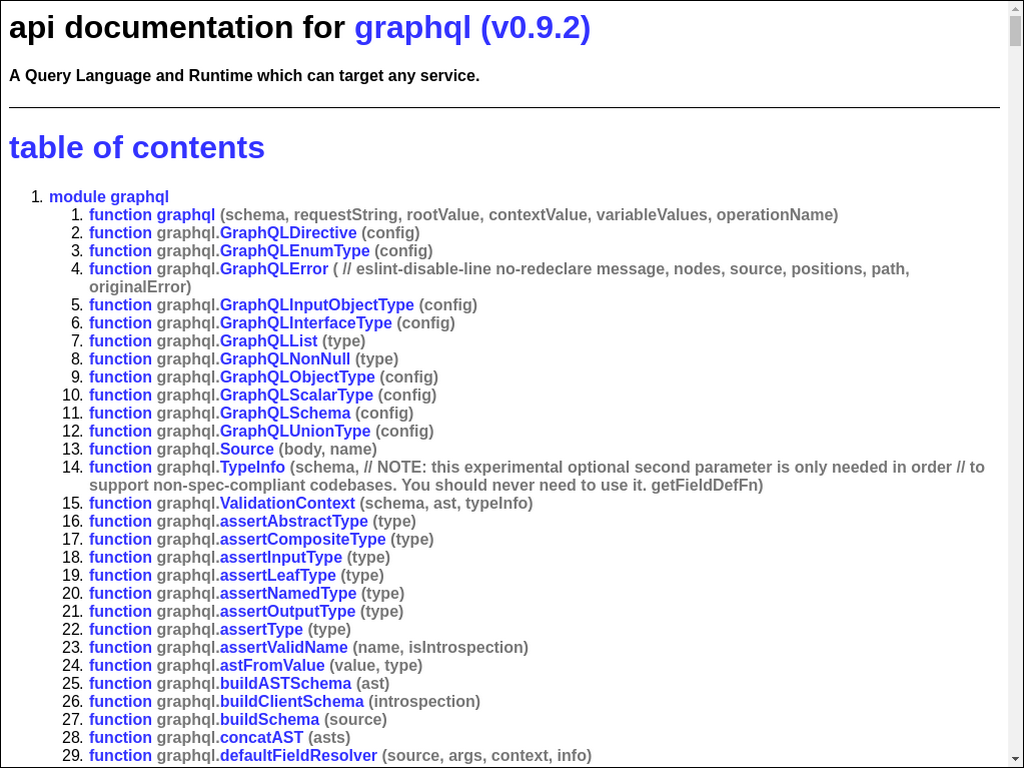 api documentation for graphql (v0.9.2)
A Query Language and Runtime which can target any service.
table of contents
1. module graphql
1. function graphql (schema, requestString, rootValue, contextValue, variableValues, operationName)
2. function graphql.GraphQLDirective (config)
3. function graphql.GraphQLEnumType (config)
4. function graphql.GraphQLError ( // eslint-disable-line no-redeclare message, nodes, source, positions, path,
originalError)
5. function graphql.GraphQLInputObjectType (config)
6. function graphql.GraphQLInterfaceType (config)
7. function graphql.GraphQLList (type)
8. function graphql.GraphQLNonNull (type)
9. function graphql.GraphQLObjectType (config)
10. function graphql.GraphQLScalarType (config)
11. function graphql.GraphQLSchema (config)
12. function graphql.GraphQLUnionType (config)
13. function graphql.Source (body, name)
14. function graphql.TypeInfo (schema, // NOTE: this experimental optional second parameter is only needed in order // to
support non-spec-compliant codebases. You should never need to use it. getFieldDefFn)
15. function graphql.ValidationContext (schema, ast, typeInfo)
16. function graphql.assertAbstractType (type)
17. function graphql.assertCompositeType (type)
18. function graphql.assertInputType (type)
19. function graphql.assertLeafType (type)
20. function graphql.assertNamedType (type)
21. function graphql.assertOutputType (type)
22. function graphql.assertType (type)
23. function graphql.assertValidName (name, isIntrospection)
24. function graphql.astFromValue (value, type)
25. function graphql.buildASTSchema (ast)
26. function graphql.buildClientSchema (introspection)
27. function graphql.buildSchema (source)
28. function graphql.concatAST (asts)
29. function graphql.defaultFieldResolver (source, args, context, info)